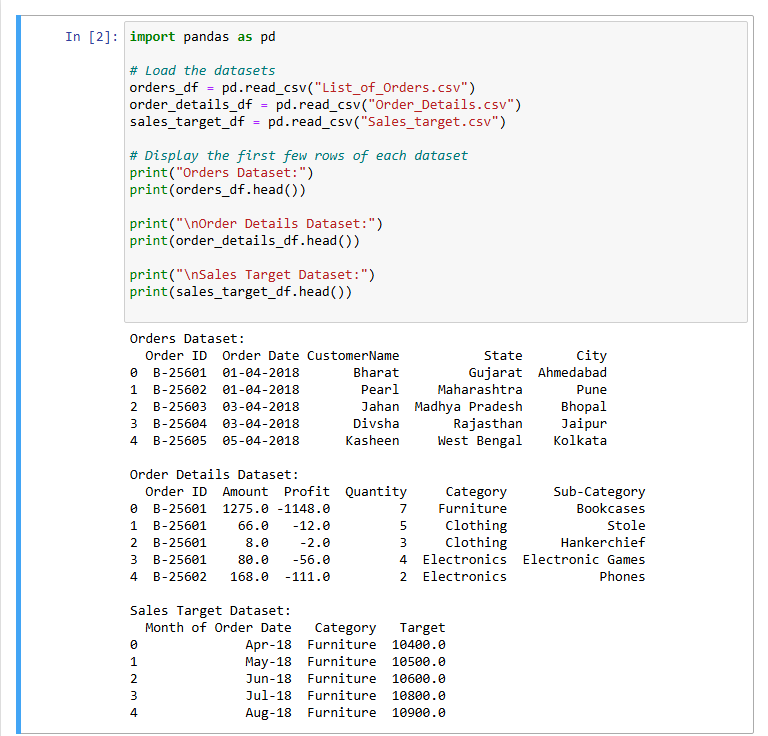 In [2]: import pandas as pd
# Load the datasets
orders_df = pd.read_csv("List_of_Orders.csv")
order_details_df = pd.read_csv("Order_Details.csv")
sales_target_df = pd.read_csv("Sales_target.csv")
# Display the first few rows of each dataset
print("Orders Dataset:")
print(orders_df.head())
print("\nOrder Details Dataset:")
print(order_details_df.head())
print("\nSales Target Dataset:")
print(sales_target_df.head())
Orders Dataset:
  Order ID  Order Date CustomerName           State       City
0  B-25601  01-04-2018       Bharat         Gujarat  Ahmedabad
1  B-25602  01-04-2018        Pearl     Maharashtra       Pune
2  B-25603  03-04-2018        Jahan  Madhya Pradesh     Bhopal
3  B-25604  03-04-2018       Divsha       Rajasthan     Jaipur
4  B-25605  05-04-2018      Kasheen     West Bengal    Kolkata
Order Details Dataset:
  Order ID  Amount  Profit  Quantity     Category      Sub-Category
0  B-25601  1275.0 -1148.0         7    Furniture         Bookcases
1  B-25601    66.0   -12.0         5     Clothing             Stole
2  B-25601     8.0    -2.0         3     Clothing       Hankerchief
3  B-25601    80.0   -56.0         4  Electronics  Electronic Games
4  B-25602   168.0  -111.0         2  Electronics            Phones
Sales Target Dataset:
  Month of Order Date   Category   Target
0              Apr-18  Furniture  10400.0
1              May-18  Furniture  10500.0
2              Jun-18  Furniture  10600.0
3              Jul-18  Furniture  10800.0
4              Aug-18  Furniture  10900.0